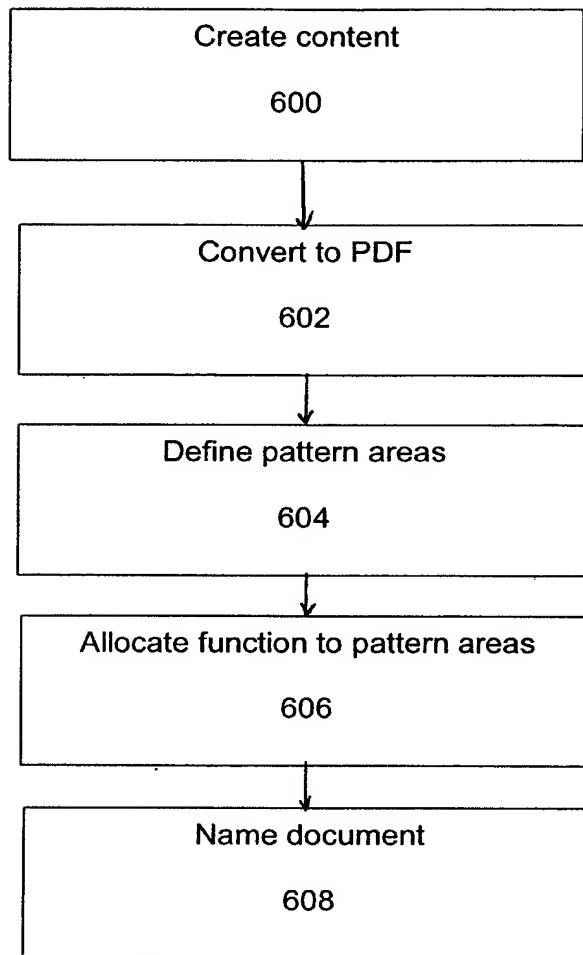 Create content
600
Convert to PDF
602
Define pattern areas
604
Allocate function to pattern areas
606
Name document
608